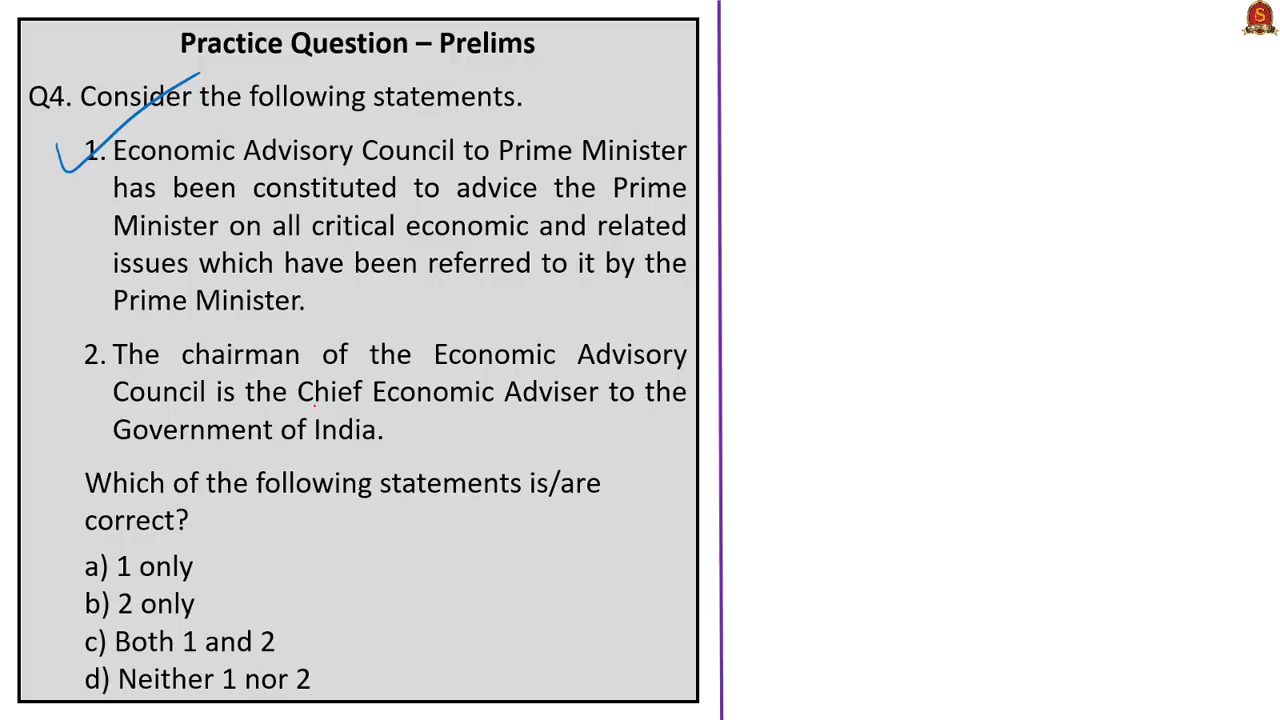 Practice Question – Prelims
Q4. Consider the following statements.
1. Economic Advisory Council to Prime Minister
has been constituted to advice the Prime
Minister on all critical economic and related
issues which have been referred to it by the
Prime Minister.
2. The chairman of the Economic Advisory
Council is the Chief Economic Adviser to the
Government of India.
Which of the following statements is/are
correct?
a) 1 only
b) 2 only
c) Both 1 and 2
d) Neither 1 nor 2
S